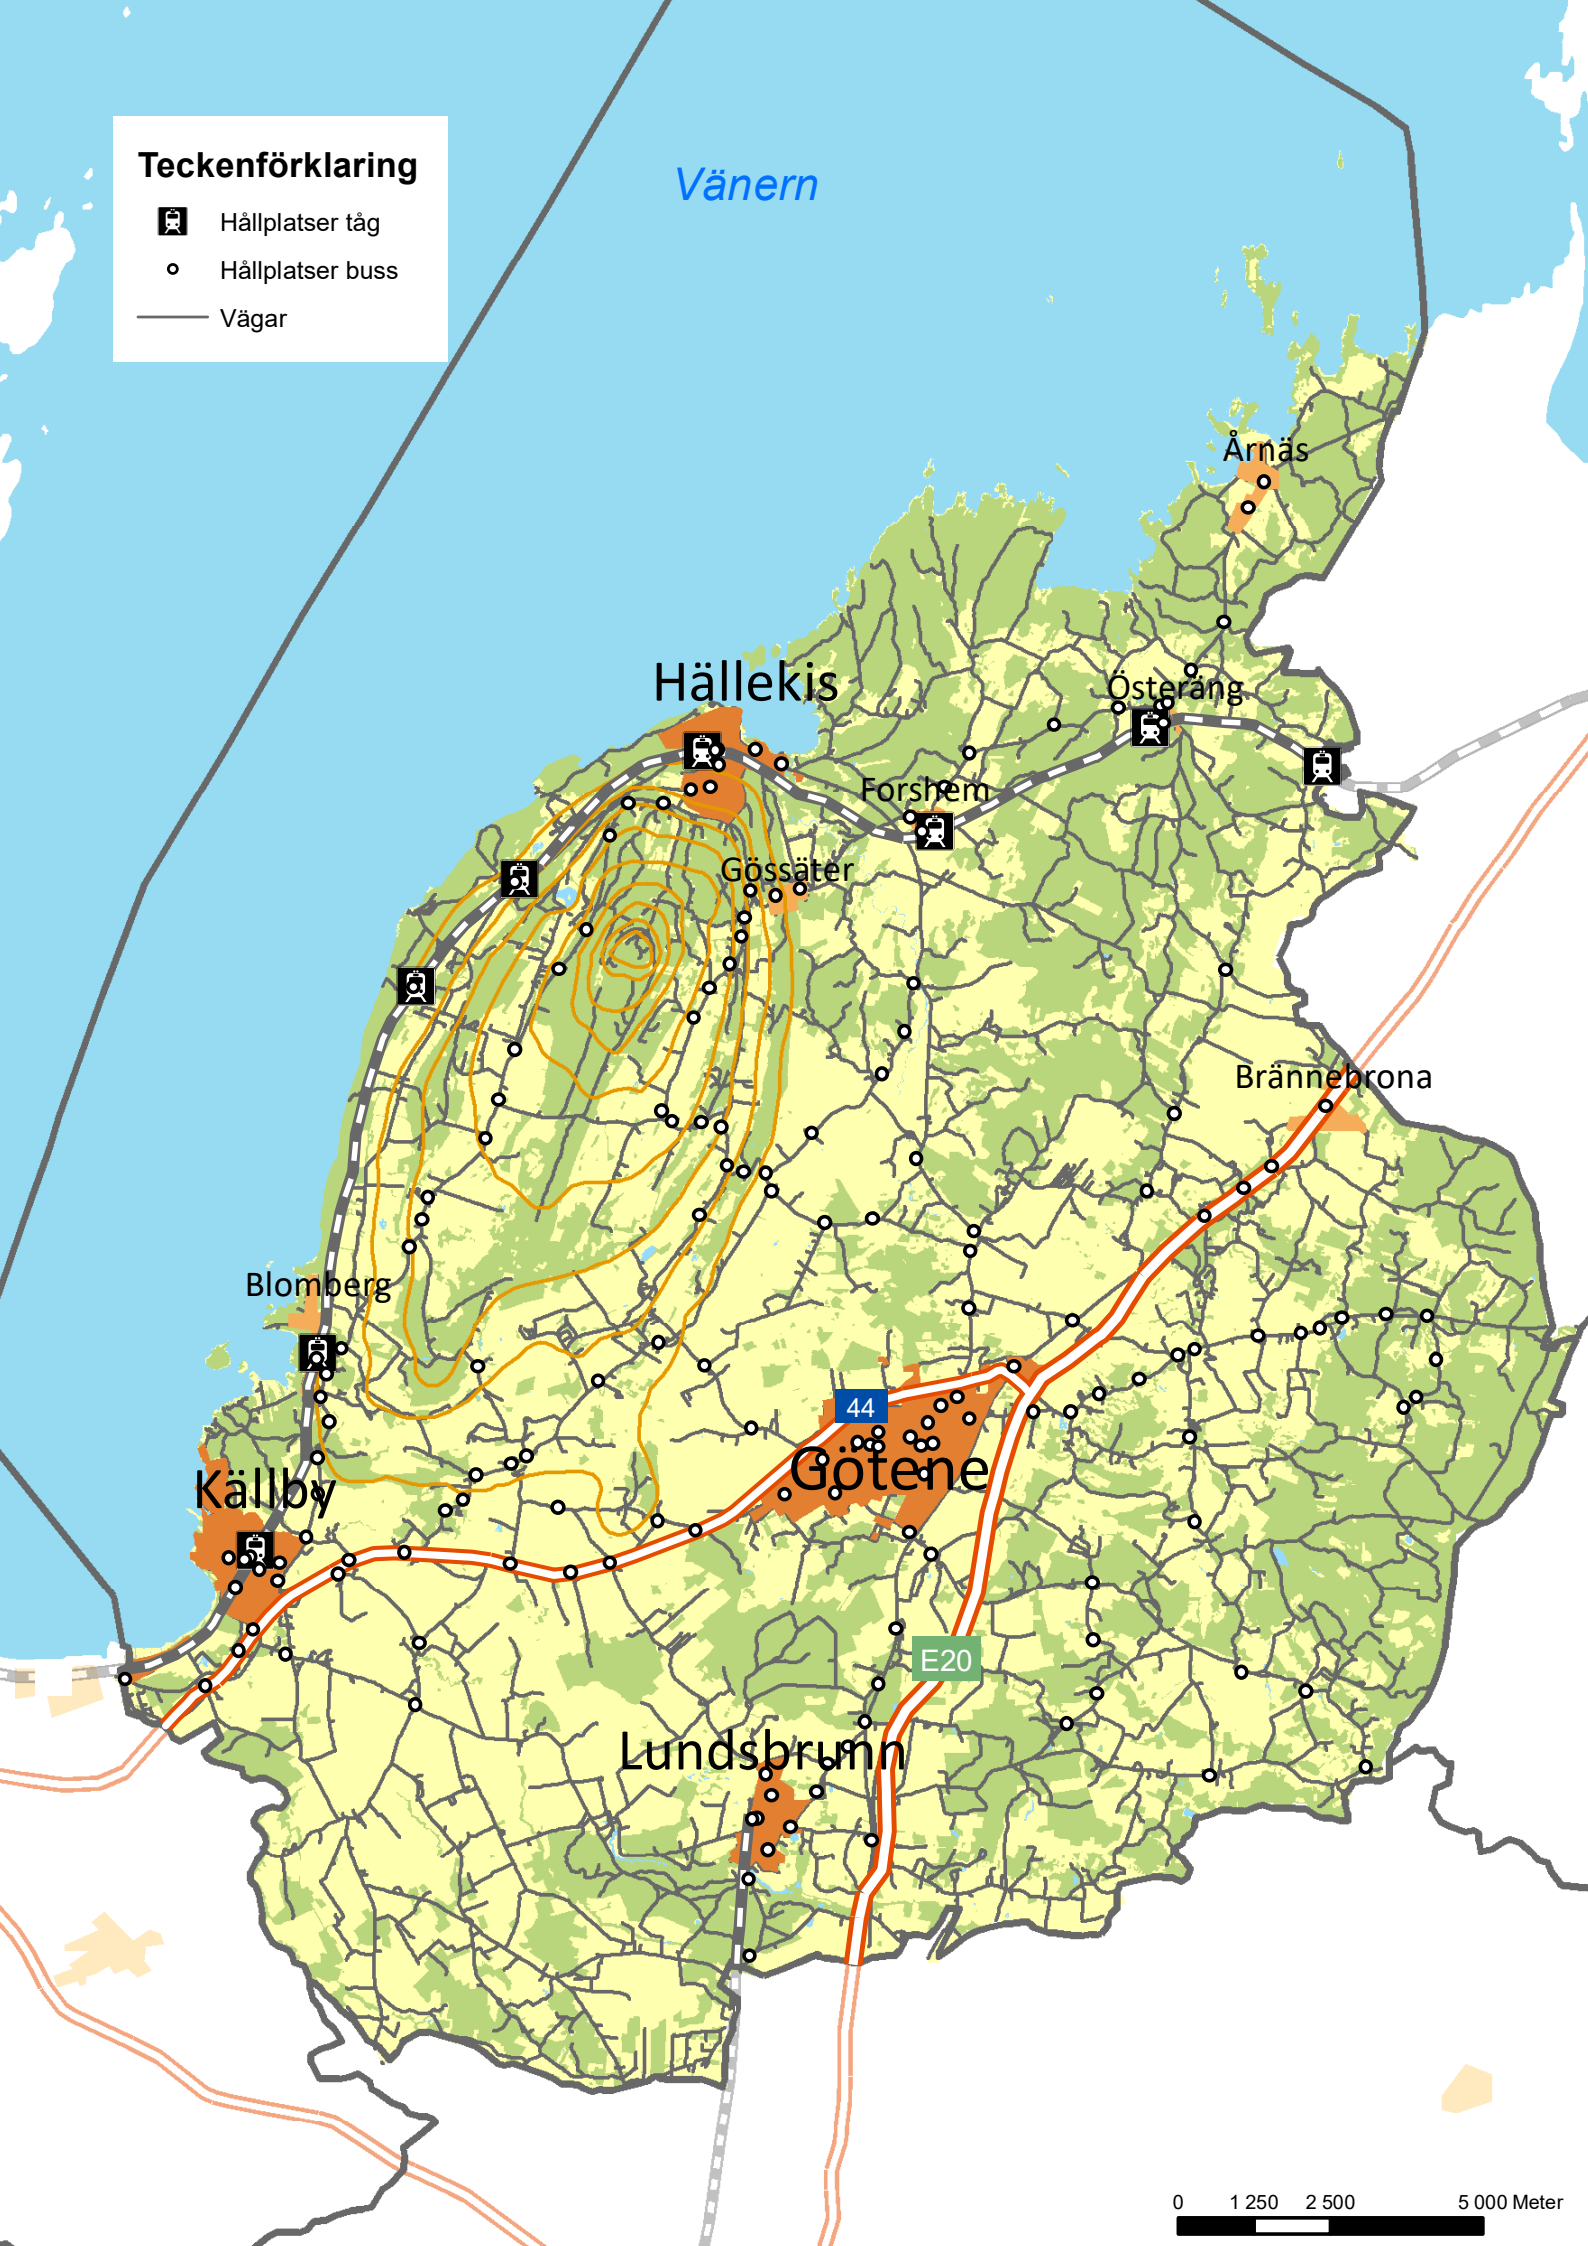 Teckenförklaring
Hållplatser tåg
Hållplatser buss
Vägar
Vänern
Årnäs
Hällekis
Österäng
Forshem
Gössäter
Brännebrona
Blomberg
44
Götene
Källby
E20
Lundsbrunn
0 1 250 2 500 5 000 Meter